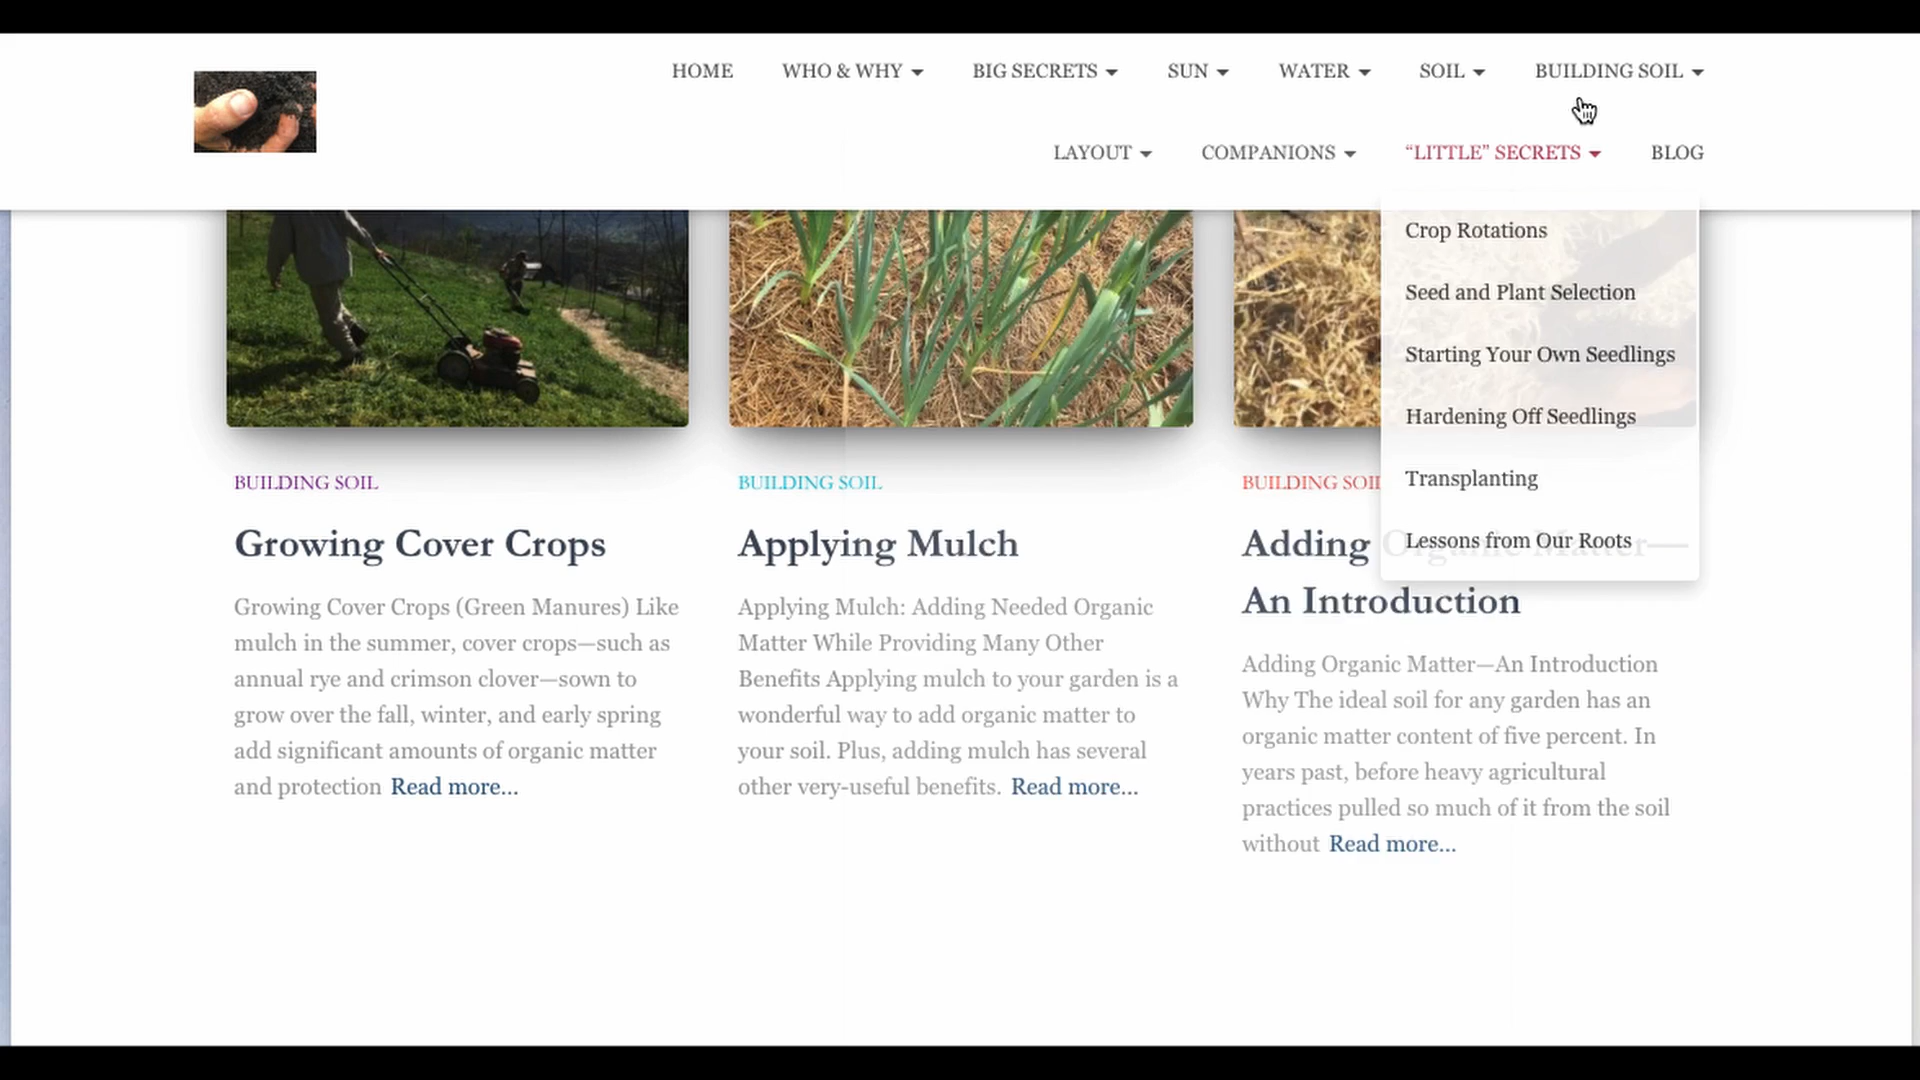 HOME WHO & WHY BIG SECRETS SUN WATER SOIL BUILDING SOIL
LAYOUT COMPANIONS “LITTLE” SECRETS BLOG
Crop Rotations
Seed and Plant Selection
Starting Your Own Seedlings
Hardening Off Seedlings
Transplanting
Lessons from Our Roots
BUILDING SOIL
Growing Cover Crops
Growing Cover Crops (Green Manures) Like
mulch in the summer, cover crops—such as
annual rye and crimson clover—sown to
grow over the fall, winter, and early spring
add significant amounts of organic matter
and protection Read more...
BUILDING SOIL
Applying Mulch
Applying Mulch: Adding Needed Organic
Matter While Providing Many Other
Benefits Applying mulch to your garden is a
wonderful way to add organic matter to
your soil. Plus, adding mulch has several
other very-useful benefits. Read more...
BUILDING SOIL
Adding Organic Matter—
An Introduction
Adding Organic Matter—An Introduction
Why The ideal soil for any garden has an
organic matter content of five percent. In
years past, before heavy agricultural
practices pulled so much of it from the soil
without Read more...